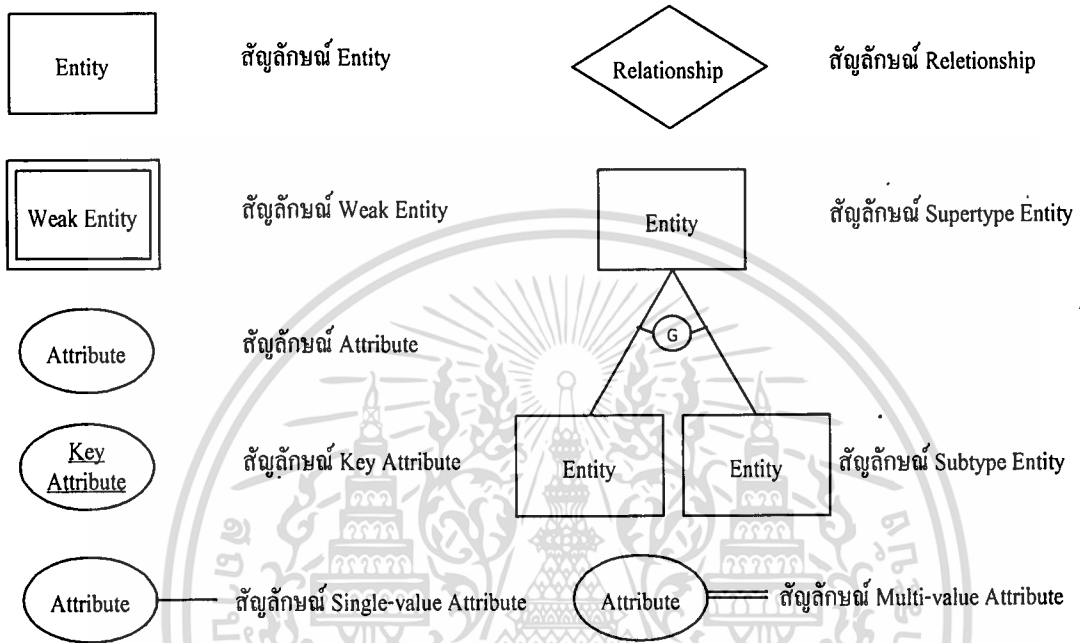 Entity
สัญลักษณ์ Entity
Relationship
สัญลักษณ์ Reletionship
Weak Entity
สัญลักษณ์ Weak Entity
Entity
สัญลักษณ์ Supertype Entity
Attribute
สัญลักษณ์ Attribute
G
Key
Attribute
สัญลักษณ์ Key Attribute
Entity
Entity
สัญลักษณ์ Subtype Entity
Attribute
สัญลักษณ์ Single-value Attribute
Attribute
สัญลักษณ์ Multi-value Attribute